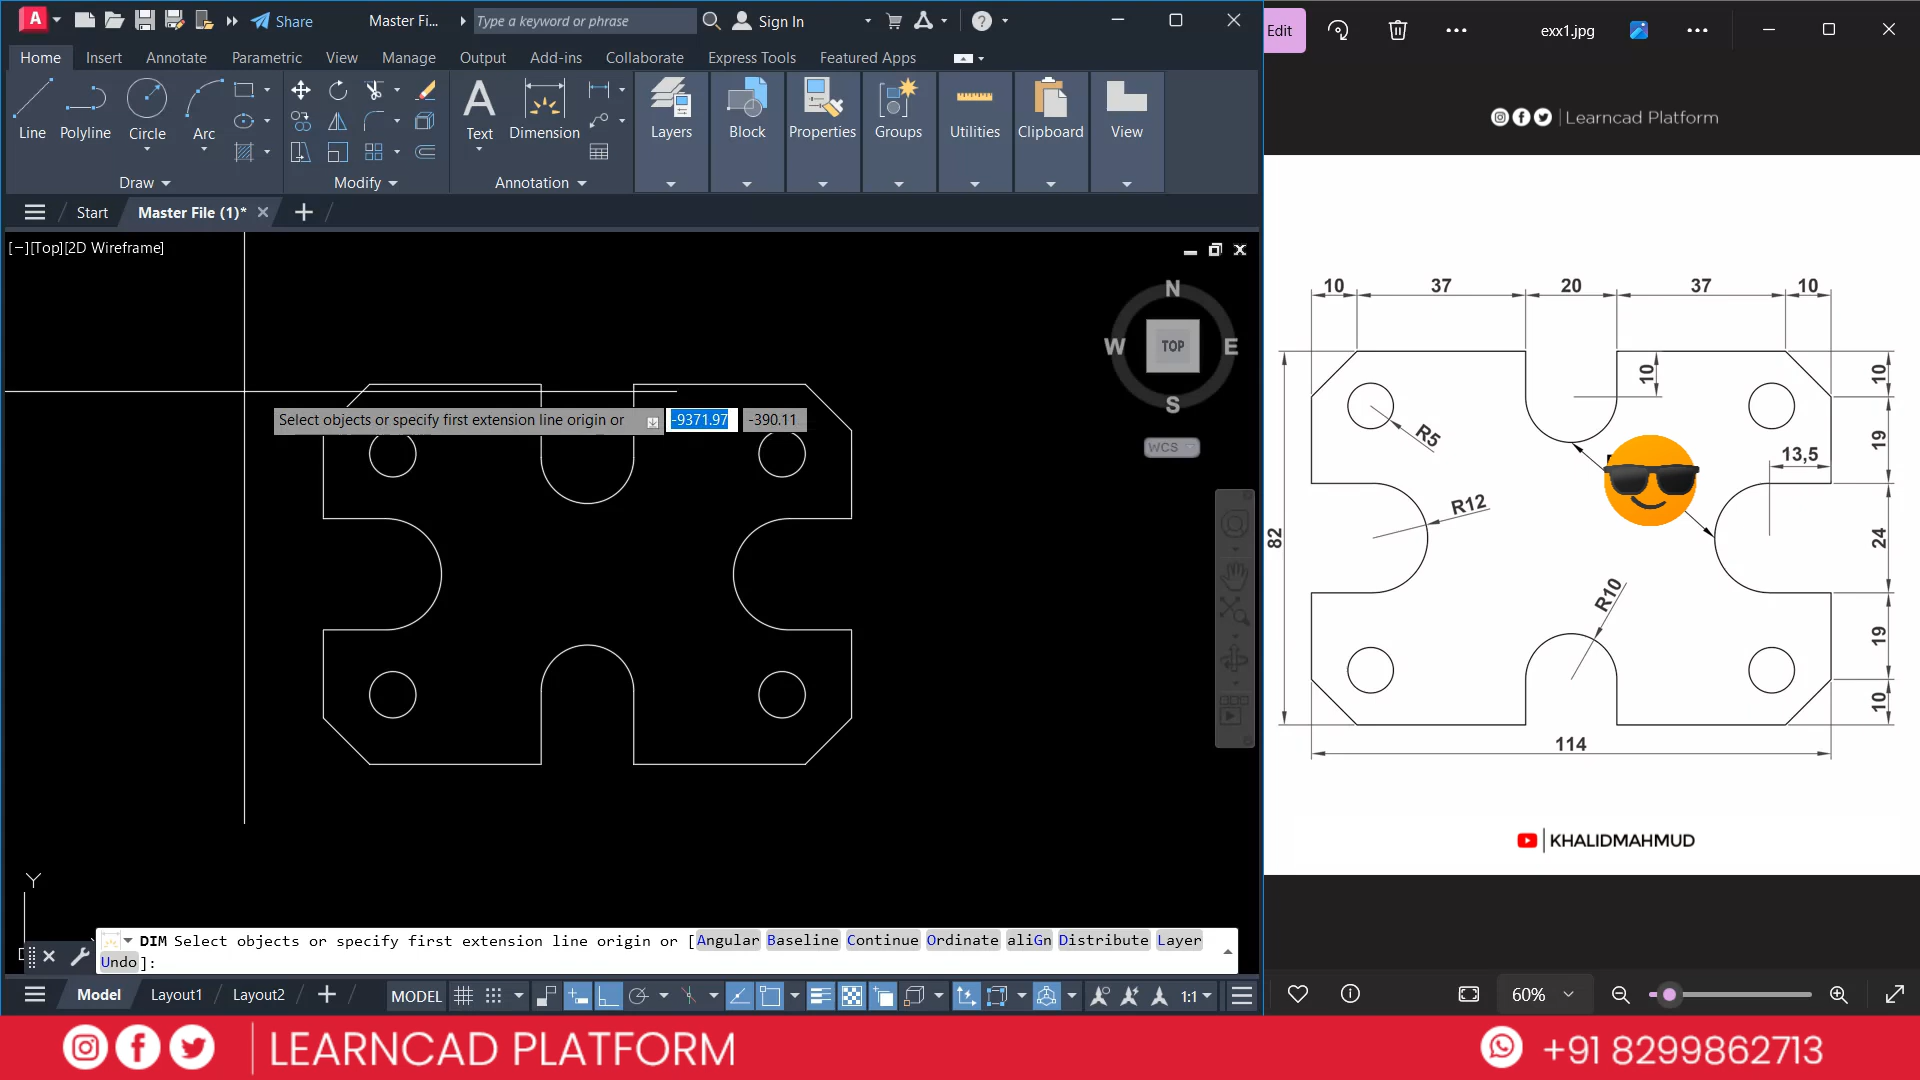 A Share Master Fi... Type a keyword or phrase Sign In ?
Home Insert Annotate Parametric View Manage Output Add-ins Collaborate Express Tools Featured Apps
Line Polyline Circle Arc Text Dimension Layers Block Properties Groups Utilities Clipboard View
Draw Modify Annotation
Start Master File (1)*
[−][Top][2D Wireframe]
N
W TOP E
S
WCS
Select objects or specify first extension line origin or -9371.97 -390.11
Y
DIM Select objects or specify first extension line origin or [Angular Baseline Continue Ordinate aliGn Distribute Layer
Undo]:
Model Layout1 Layout2 MODEL 1:1
Edit exx1.jpg
Learncad Platform
10 37 20 37 10
10
10
R5
19
13,5
R12
82
24
R10
19
10
114
KHALIDMAHMUD
60%
LEARNCAD PLATFORM
+91 8299862713